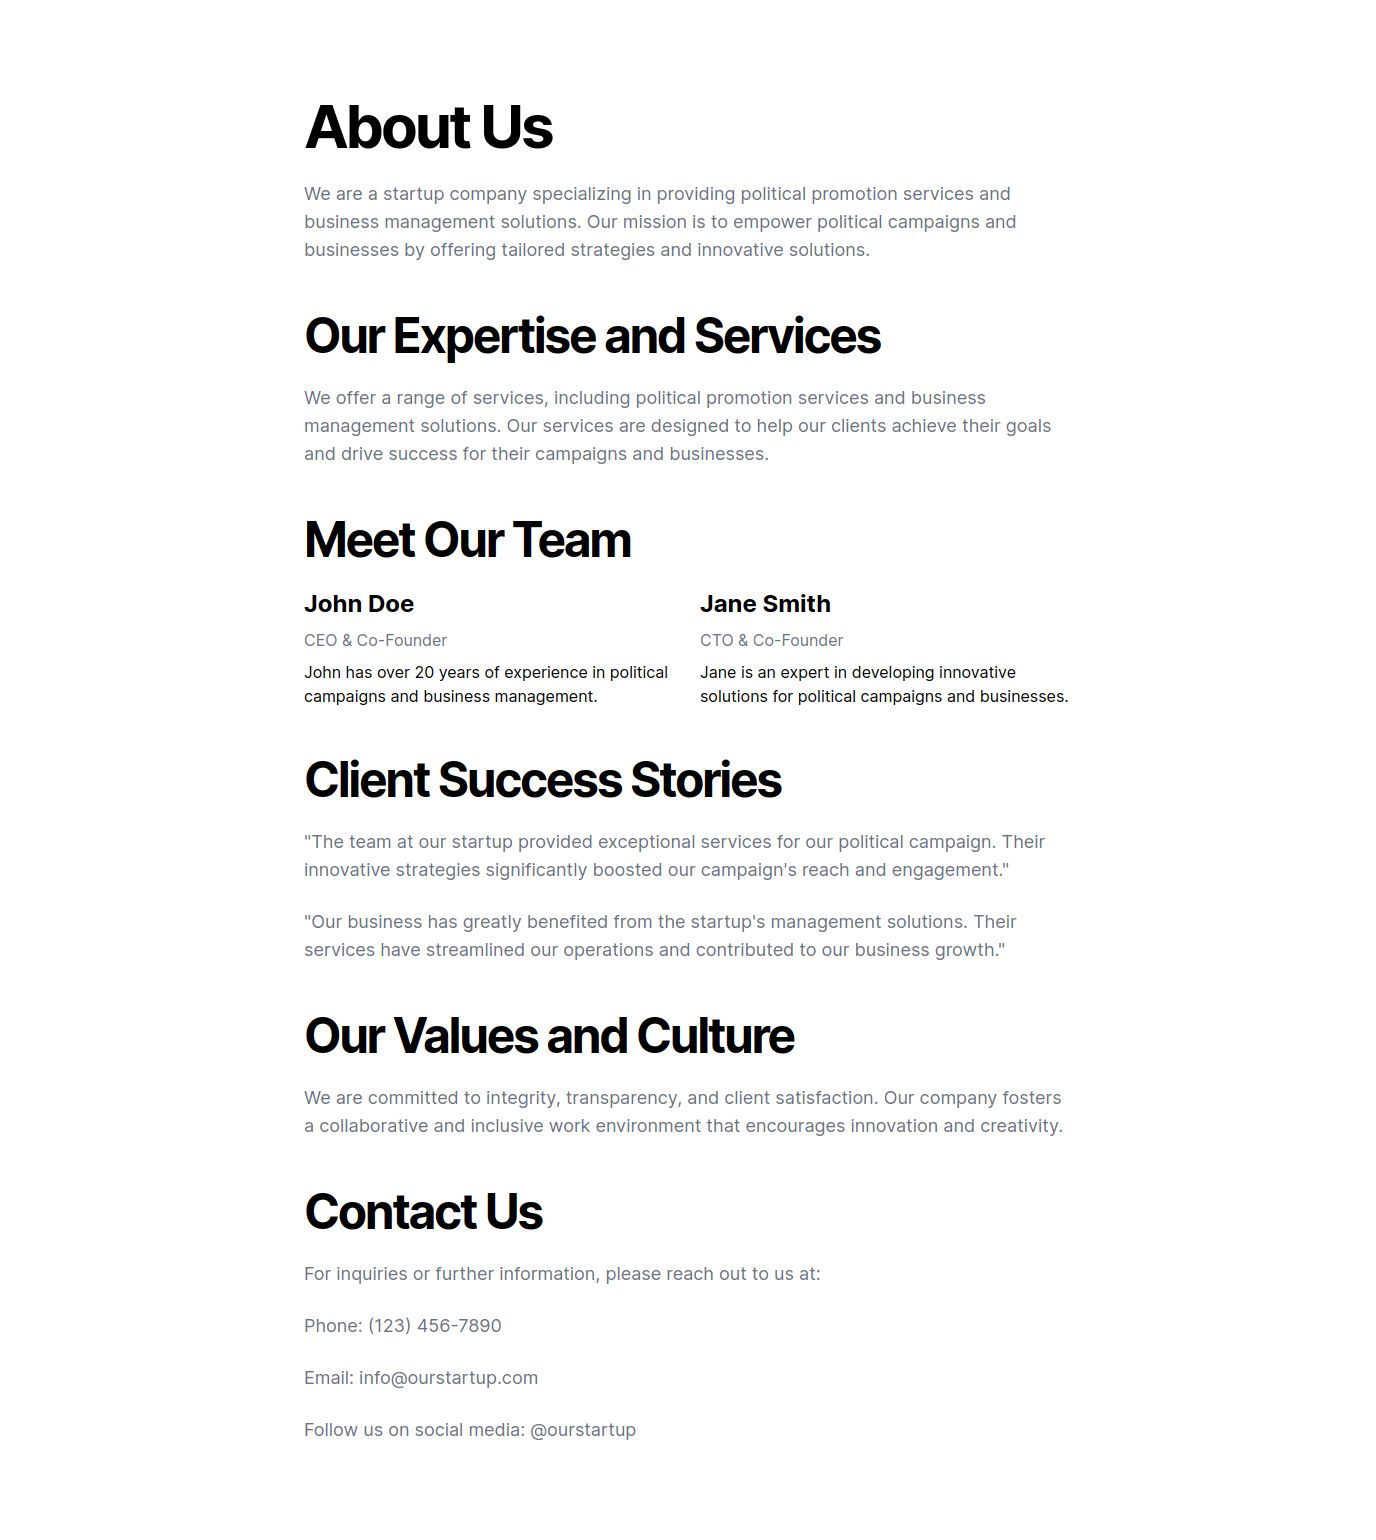 About Us
We are a startup company specializing in providing political promotion services and
business management solutions. Our mission is to empower political campaigns and
businesses by offering tailored strategies and innovative solutions.
Our Expertise and Services
We offer a range of services, including political promotion services and business
management solutions. Our services are designed to help our clients achieve their goals
and drive success for their campaigns and businesses.
Meet Our Team
John Doe
CEO & Co-Founder
John has over 20 years of experience in political
campaigns and business management.
Jane Smith
CTO & Co-Founder
Jane is an expert in developing innovative
solutions for political campaigns and businesses.
Client Success Stories
"The team at our startup provided exceptional services for our political campaign. Their
innovative strategies significantly boosted our campaign's reach and engagement."
"Our business has greatly benefited from the startup's management solutions. Their
services have streamlined our operations and contributed to our business growth."
Our Values and Culture
We are committed to integrity, transparency, and client satisfaction. Our company fosters
a collaborative and inclusive work environment that encourages innovation and creativity.
Contact Us
For inquiries or further information, please reach out to us at:
Phone: (123) 456-7890
Email: info@ourstartup.com
Follow us on social media: @ourstartup